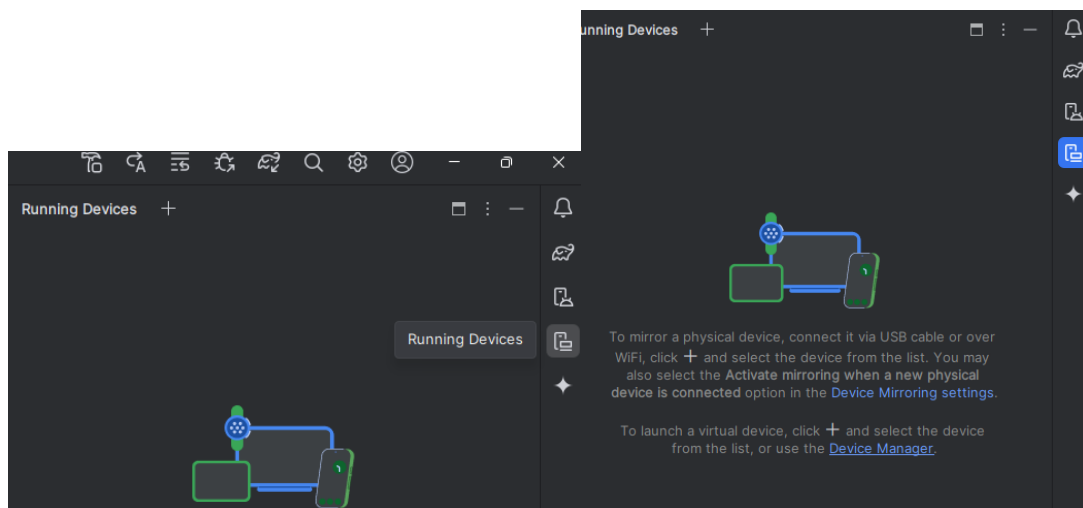 Running Devices
Running Devices
unning Devices
To mirror a physical device, connect it via USB cable or over
WiFi, click + and select the device from the list. You may
also select the Activate mirroring when a new physical
device is connected option in the Device Mirroring settings.
To launch a virtual device, click + and select the device
from the list, or use the Device Manager.